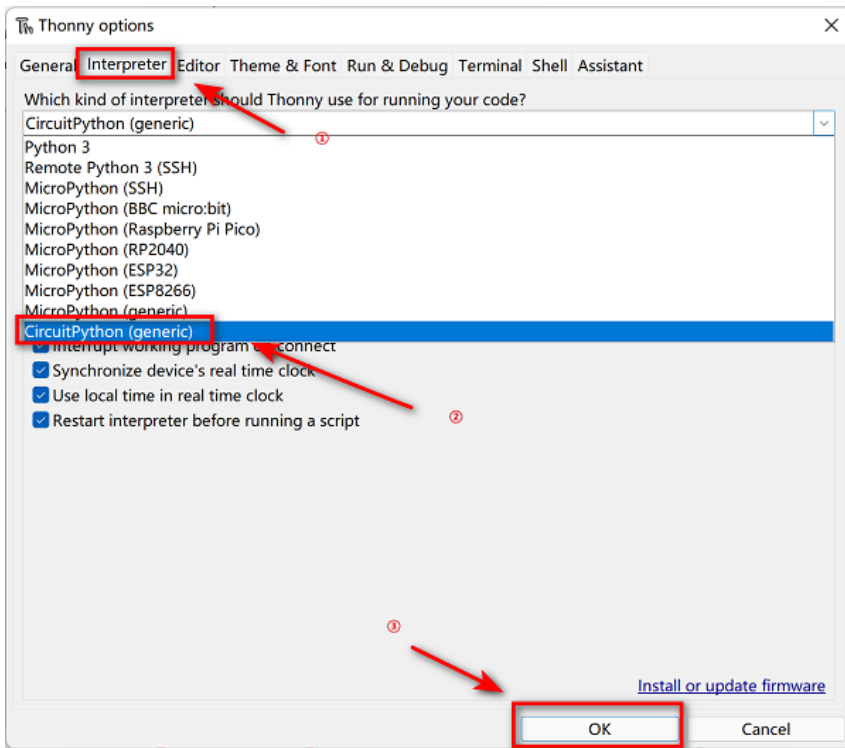 Thonny options
General Interpreter Editor Theme & Font Run & Debug Terminal Shell Assistant
Which kind of interpreter should Thonny use for running your code?
CircuitPython (generic)
①
Python 3
Remote Python 3 (SSH)
MicroPython (SSH)
MicroPython (BBC micro:bit)
MicroPython (Raspberry Pi Pico)
MicroPython (RP2040)
MicroPython (ESP32)
MicroPython (ESP8266)
MicroPython (generic)
CircuitPython (generic)
Interrupt working program on connect
Synchronize device's real time clock
Use local time in real time clock
Restart interpreter before running a script
②
③
Install or update firmware
OK Cancel